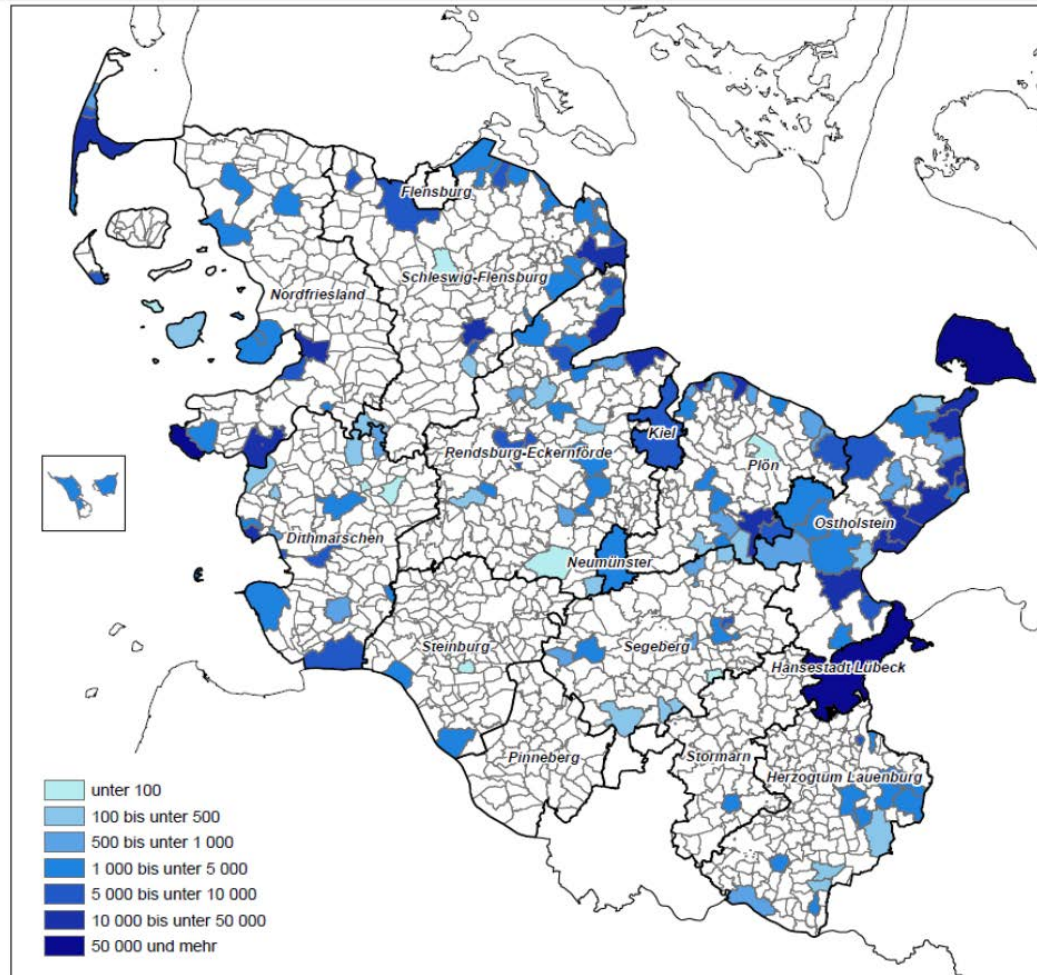 Flensburg
Schleswig-Flensburg
Nordfriesland
Kiel
Rendsburg-Eckernförde
Plön
Ostholstein
Dithmarschen
Neumünster
Steinburg
Segeberg
Hansestadt Lübeck
Pinneberg
Stormarn
Herzogtum Lauenburg
unter 100
100 bis unter 500
500 bis unter 1 000
1 000 bis unter 5 000
5 000 bis unter 10 000
10 000 bis unter 50 000
50 000 und mehr